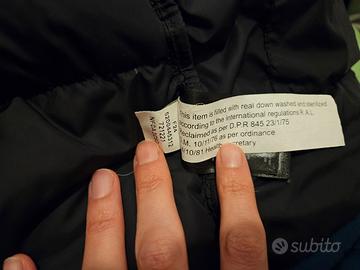 This item is filled with real down washed and sterilized
according to the international regulations R.A.L.
Reclaimed as per D.P.R 845 23/1/75
M. 10/11/76 as per ordinance
/10/81 Health
retary
subito